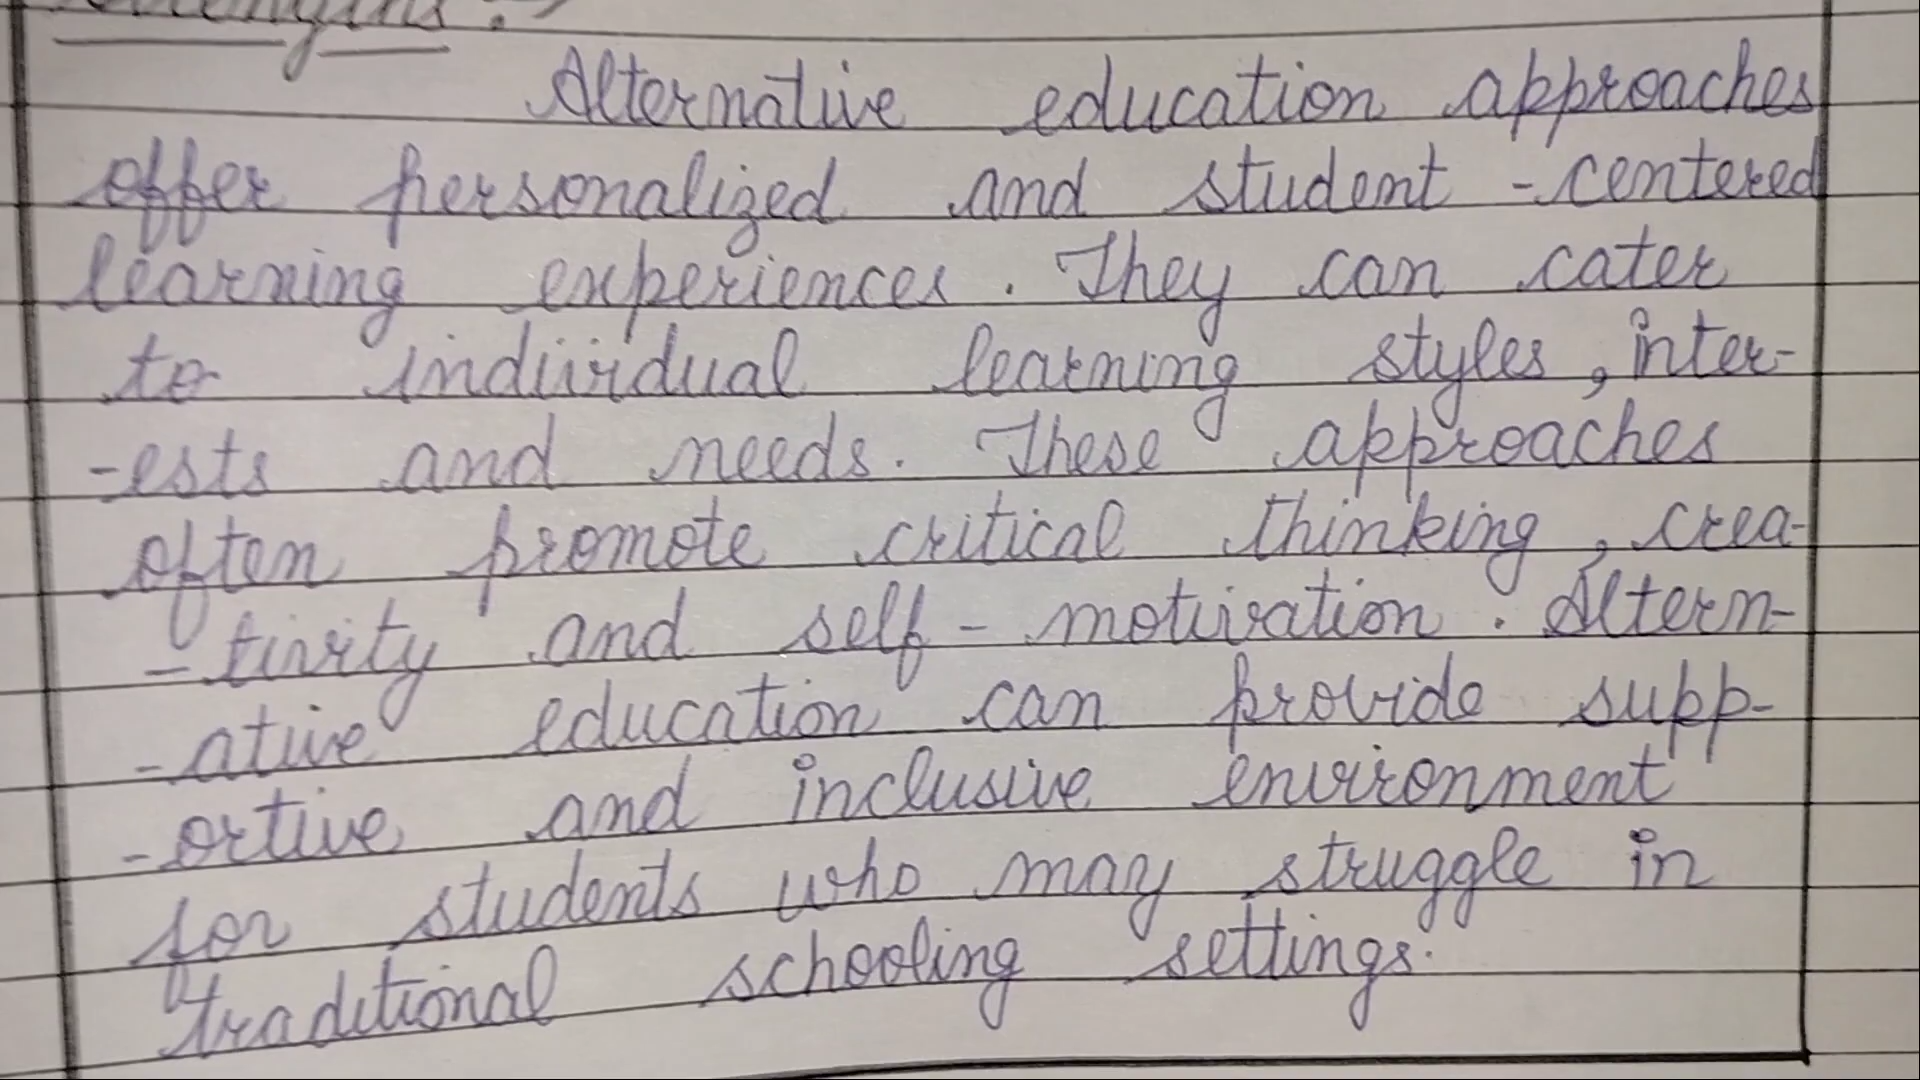 Alternative education approaches
offer personalized and student -centered
learning experiences. They can cater
to individual learning styles, inter-
-ests and needs. These approaches
often promote critical thinking, crea-
-tivity and self-motivation. Altern-
-ative education can provide supp-
-ortive and inclusive environment
for students who may struggle in
traditional schooling settings.